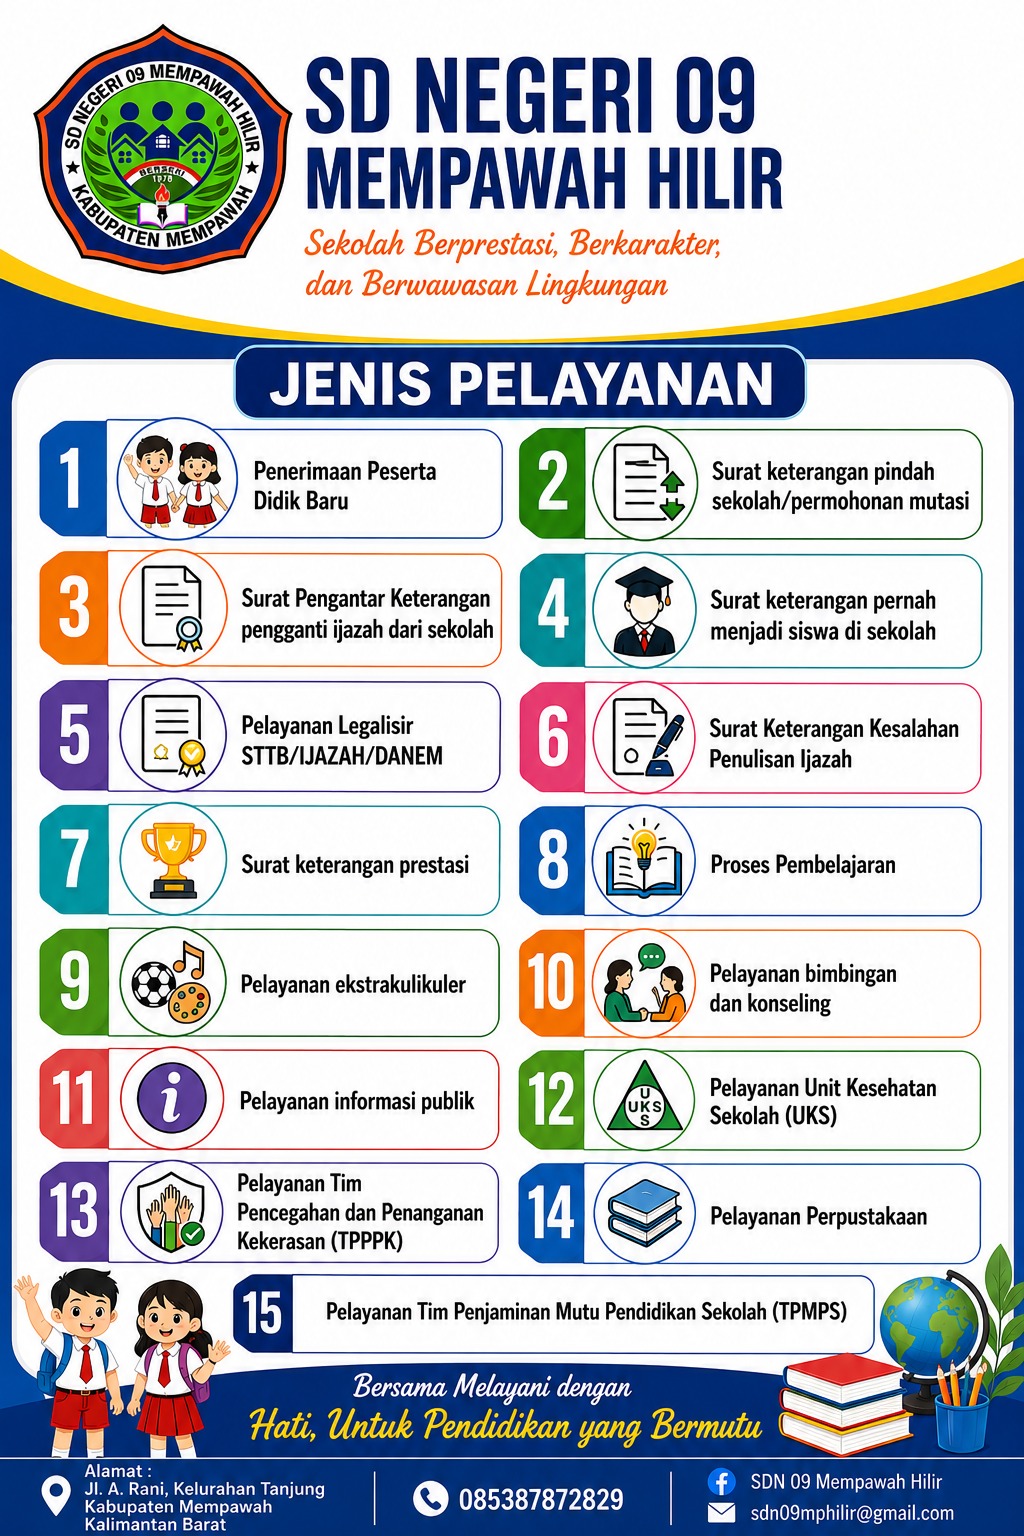 SD NEGERI 09 MEMPAWAH HILIR
KABUPATEN MEMPAWAH
1978
SD NEGERI 09
MEMPAWAH HILIR
Sekolah Berprestasi, Berkarakter,
dan Berwawasan Lingkungan
JENIS PELAYANAN
1
Penerimaan Peserta
Didik Baru
2
Surat keterangan pindah
sekolah/permohonan mutasi
3
Surat Pengantar Keterangan
pengganti ijazah dari sekolah
4
Surat keterangan pernah
menjadi siswa di sekolah
5
Pelayanan Legalisir
STTB/IJAZAH/DANEM
6
Surat Keterangan Kesalahan
Penulisan Ijazah
7
Surat keterangan prestasi
8
Proses Pembelajaran
9
Pelayanan ekstrakulikuler
10
Pelayanan bimbingan
dan konseling
11
i
Pelayanan informasi publik
12
U
UKS
S
Pelayanan Unit Kesehatan
Sekolah (UKS)
13
Pelayanan Tim
Pencegahan dan Penanganan
Kekerasan (TPPPK)
14
Pelayanan Perpustakaan
15
Pelayanan Tim Penjaminan Mutu Pendidikan Sekolah (TPMPS)
Bersama Melayani dengan
Hati, Untuk Pendidikan yang Bermutu
Alamat :
Jl. A. Rani, Kelurahan Tanjung
Kabupaten Mempawah
Kalimantan Barat
085387872829
SDN 09 Mempawah Hilir
sdn09mphilir@gmail.com